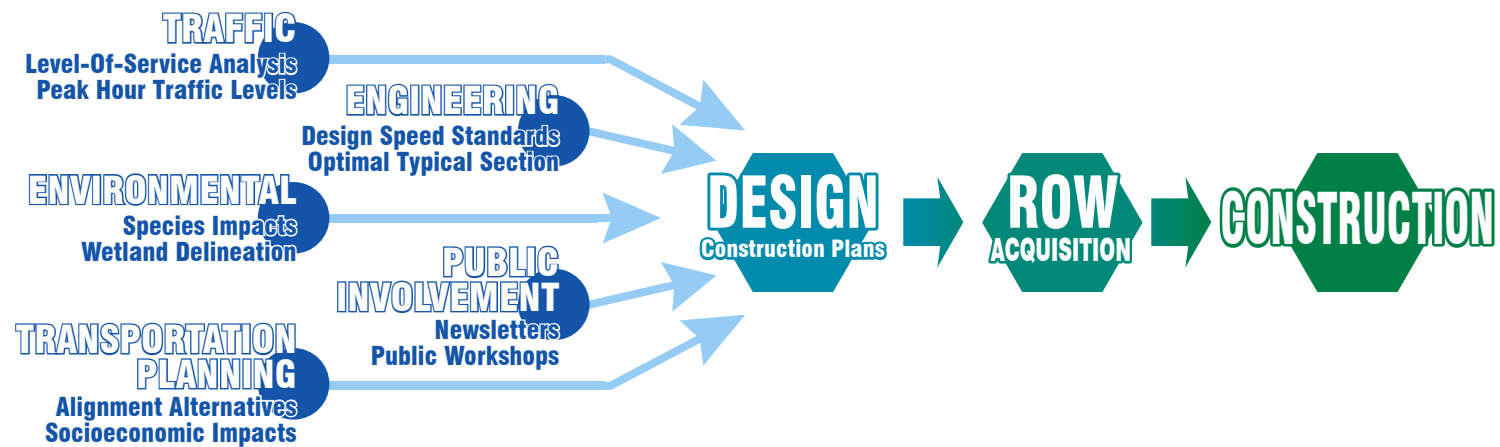 TRAFFIC
Level-Of-Service Analysis
Peak Hour Traffic Levels
ENGINEERING
Design Speed Standards
Optimal Typical Section
ENVIRONMENTAL
Species Impacts
Wetland Delineation
PUBLIC
INVOLVEMENT
Newsletters
Public Workshops
TRANSPORTATION
PLANNING
Alignment Alternatives
Socioeconomic Impacts
DESIGN
Construction Plans
ROW
ACQUISITION
CONSTRUCTION